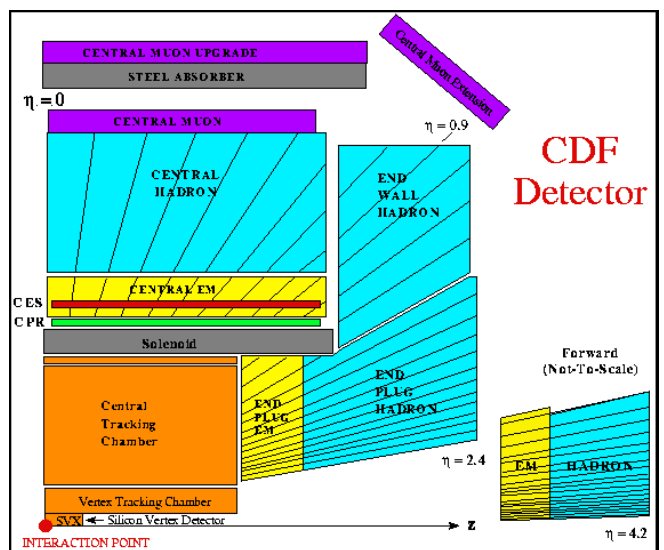 CENTRAL MUON UPGRADE
STEEL ABSORBER
Central Muon Extension
η = 0
CENTRAL MUON
η = 0.9
CDF
Detector
CENTRAL
HADRON
END
WALL
HADRON
CENTRAL EM
CES
CPR
Solenoid
Forward
(Not-To-Scale)
Central
Tracking
Chamber
END
PLUG
EM
END
PLUG
HADRON
EM
HADRON
η = 2.4
Vertex Tracking Chamber
SVX
Silicon Vertex Detector
Z
η = 4.2
INTERACTION POINT